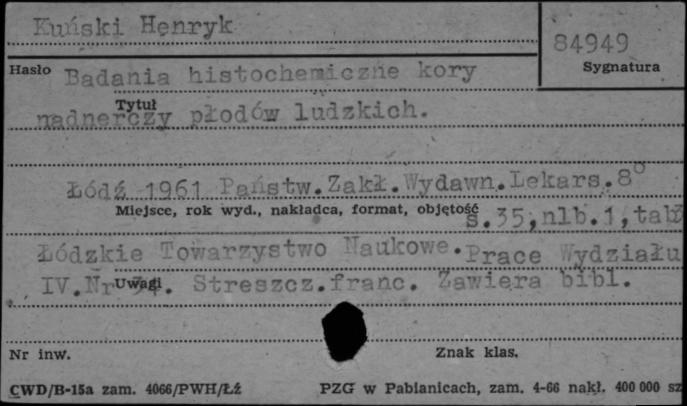 Kuński Henryk
84949
Hasło
Sygnatura
Badania histochemiczne kory
Tytuł
nadnerczy płodów ludzkich.
Łódź 1961 Państw.Zakł.Wydawn.Lekars.8°
Miejsce, rok wyd., nakładca, format, objętość
s.35,nlb.1,tabl
Łódzkie Towarzystwo Naukowe.Prace Wydziału
IV.Nr
Uwagi
. Streszcz.franc. Zawiera bibl.
Nr inw.
Znak klas.
CWD/B-15a zam. 4066/PWH/Łź
PZG w Pabianicach, zam. 4-66 nakł. 400 000 sz